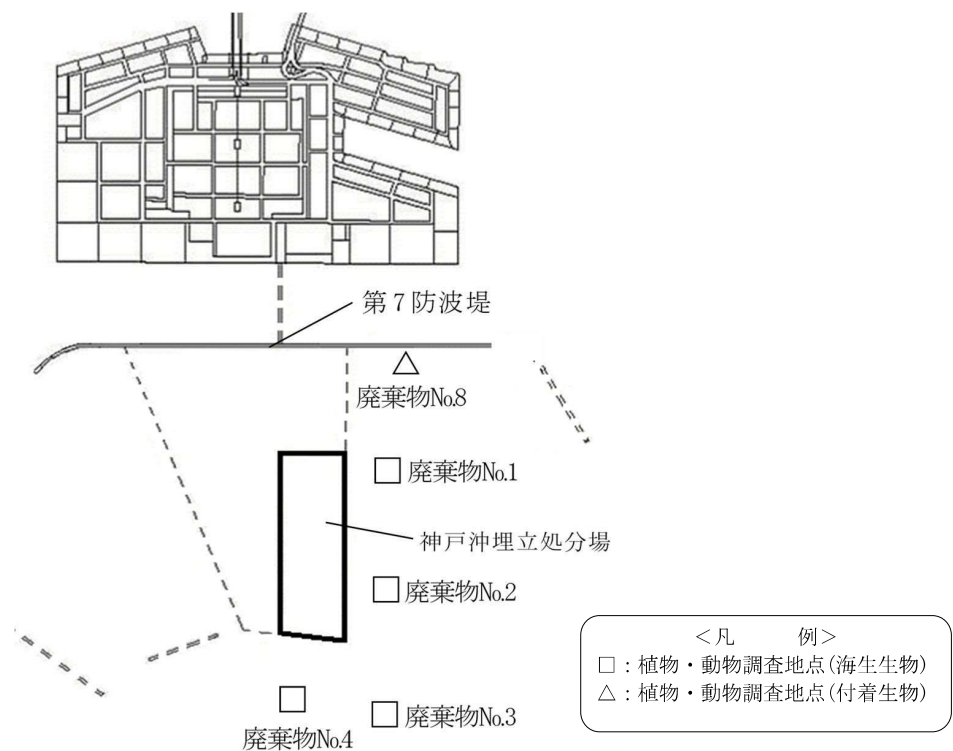 第7防波堤
廃棄物№8
廃棄物№1
神戸沖埋立処分場
廃棄物№2
＜凡　　例＞
□：植物・動物調査地点(海生生物)
△：植物・動物調査地点(付着生物)
廃棄物№3
廃棄物№4